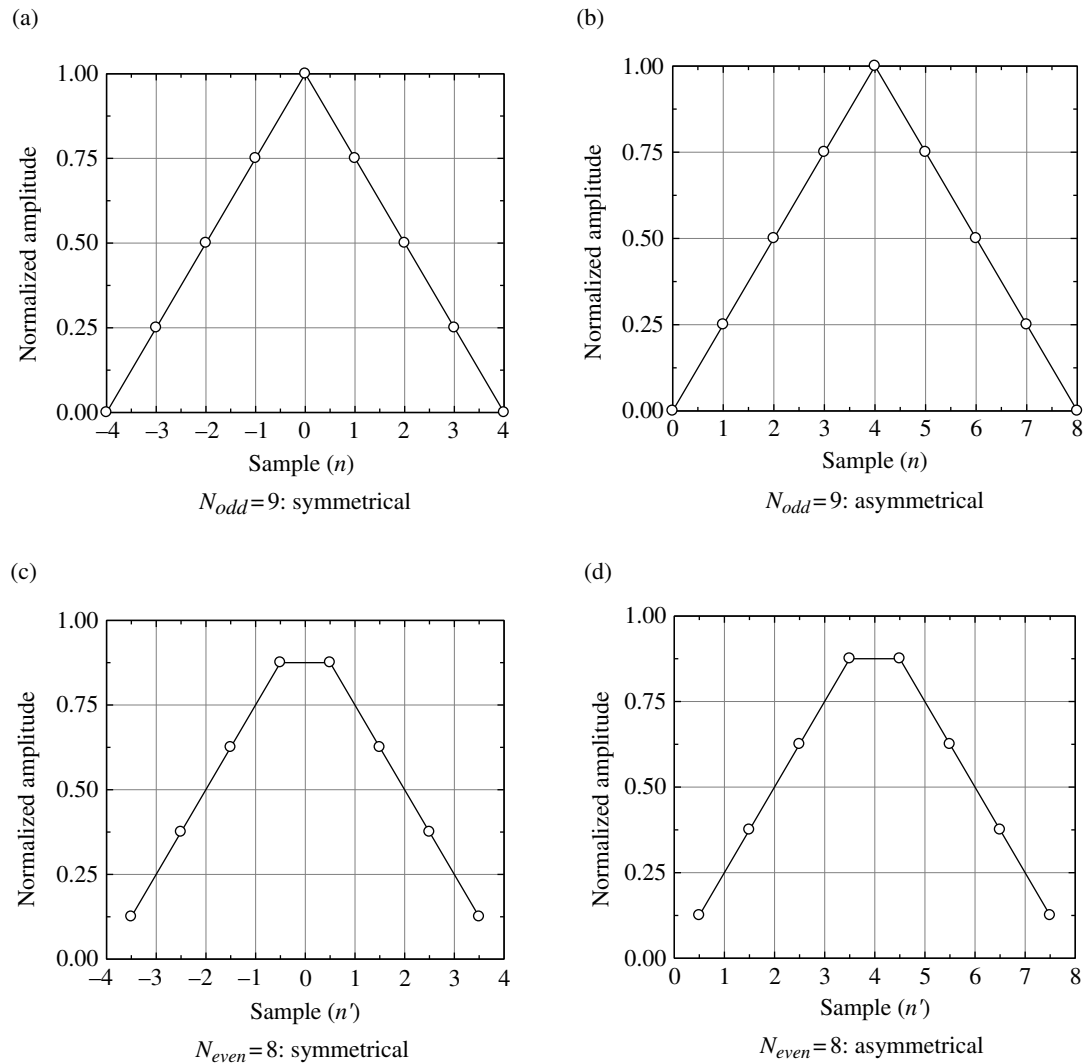 (a)
1.00
0.75
0.50
0.25
0.00
Normalized amplitude
–4 –3 –2 –1 0 1 2 3 4
Sample (n)
N_odd = 9: symmetrical
(b)
1.00
0.75
0.50
0.25
0.00
Normalized amplitude
0 1 2 3 4 5 6 7 8
Sample (n)
N_odd = 9: asymmetrical
(c)
1.00
0.75
0.50
0.25
0.00
Normalized amplitude
–4 –3 –2 –1 0 1 2 3 4
Sample (n′)
N_even = 8: symmetrical
(d)
1.00
0.75
0.50
0.25
0.00
Normalized amplitude
0 1 2 3 4 5 6 7 8
Sample (n′)
N_even = 8: asymmetrical